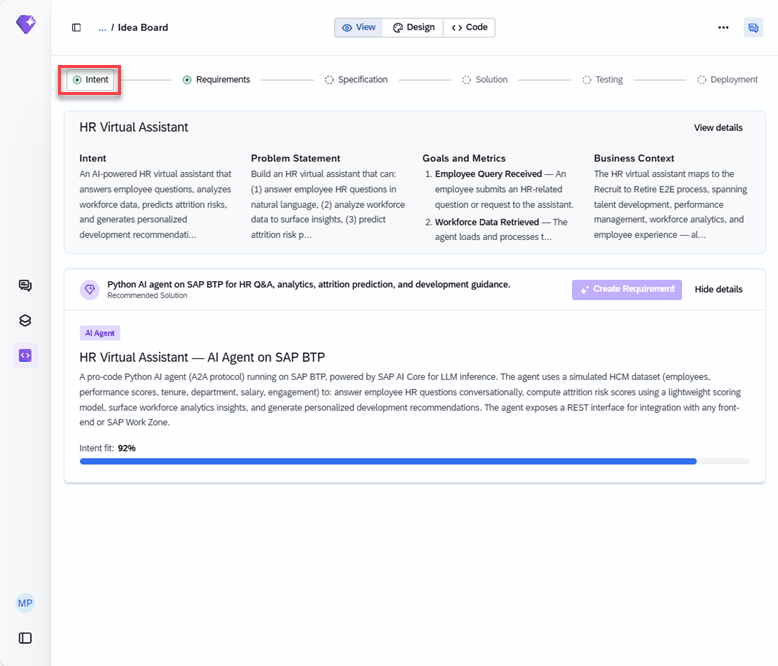 ... / Idea Board
View
Design
Code
Intent
Requirements
Specification
Solution
Testing
Deployment
HR Virtual Assistant
View details
Intent
An AI-powered HR virtual assistant that
answers employee questions, analyzes
workforce data, predicts attrition risks,
and generates personalized
development recommendati...
Problem Statement
Build an HR virtual assistant that can:
(1) answer employee HR questions in
natural language, (2) analyze workforce
data to surface insights, (3) predict
attrition risk p...
Goals and Metrics
1. Employee Query Received — An
employee submits an HR-related
question or request to the assistant.
2. Workforce Data Retrieved — The
agent loads and processes t...
Business Context
The HR virtual assistant maps to the
Recruit to Retire E2E process, spanning
talent development, performance
management, workforce analytics, and
employee experience — al...
Python AI agent on SAP BTP for HR Q&A, analytics, attrition prediction, and development guidance.
Recommended Solution
Create Requirement
Hide details
AI Agent
HR Virtual Assistant — AI Agent on SAP BTP
A pro-code Python AI agent (A2A protocol) running on SAP BTP, powered by SAP AI Core for LLM inference. The agent uses a simulated HCM dataset (employees,
performance scores, tenure, department, salary, engagement) to: answer employee HR questions conversationally, compute attrition risk scores using a lightweight scoring
model, surface workforce analytics insights, and generate personalized development recommendations. The agent exposes a REST interface for integration with any front-
end or SAP Work Zone.
Intent fit: 92%
MP